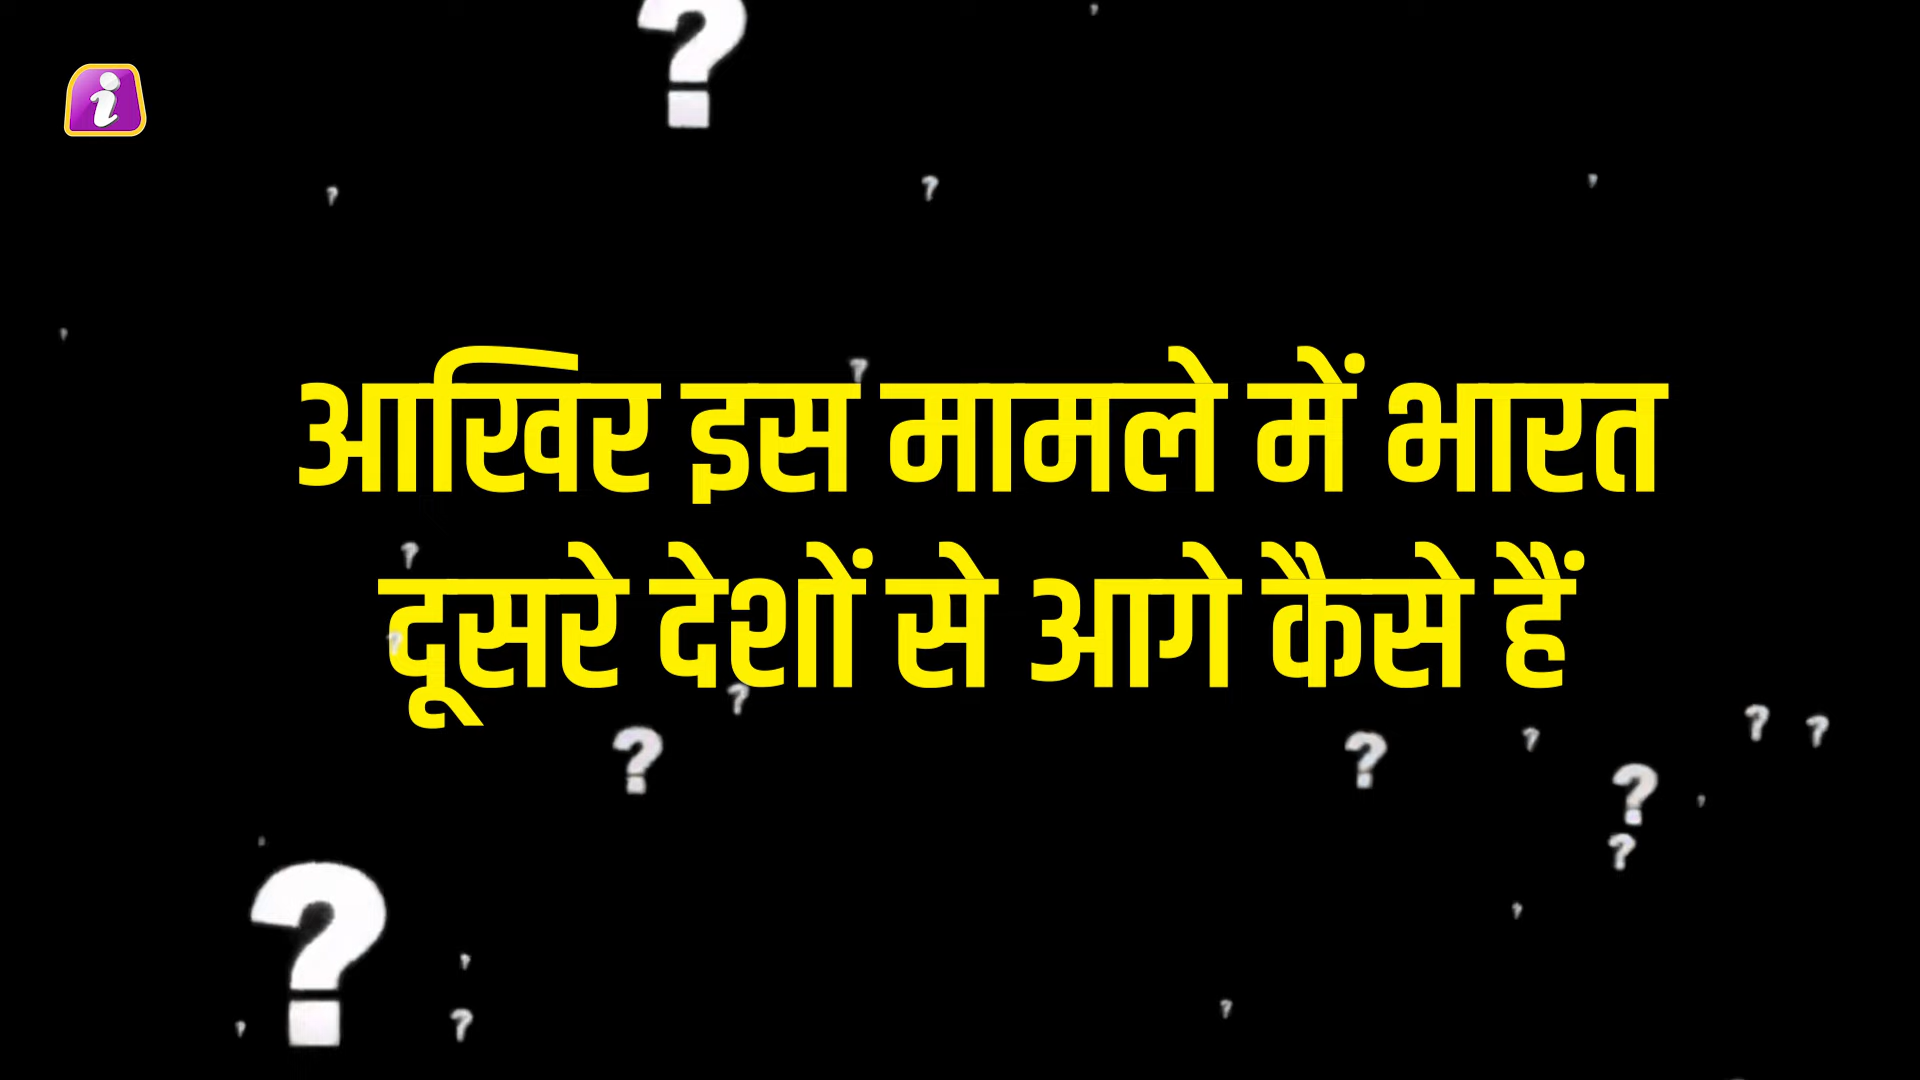 आखिर इस मामले में भारत
दूसरे देशों से आगे कैसे हैं